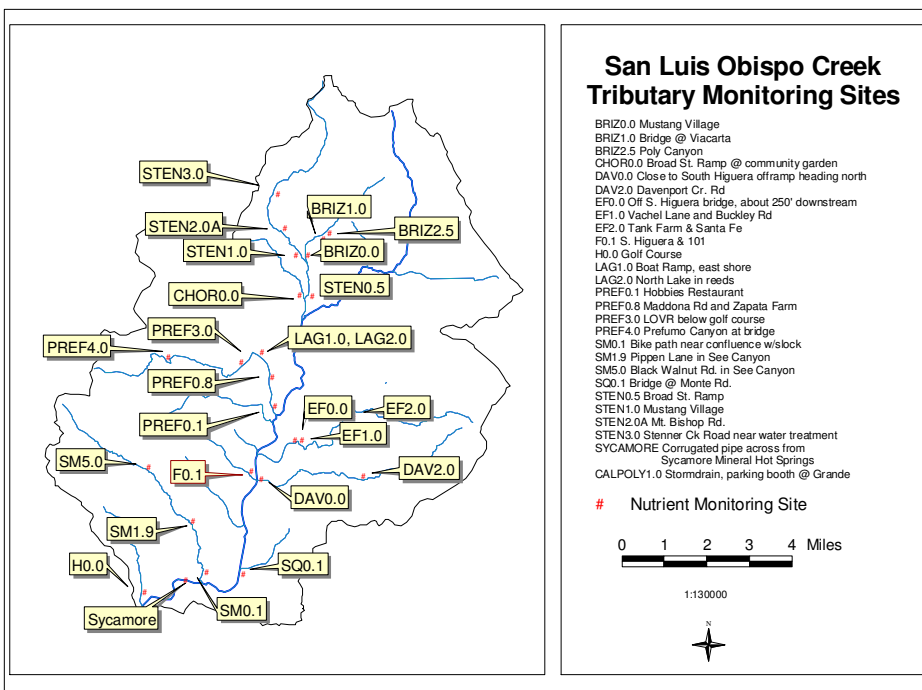 San Luis Obispo Creek
Tributary Monitoring Sites
BRIZ0.0 Mustang Village
BRIZ1.0 Bridge @ Viacarta
BRIZ2.5 Poly Canyon
CHOR0.0 Broad St. Ramp @ community garden
DAV0.0 Close to South Higuera offramp heading north
DAV2.0 Davenport Cr. Rd
EF0.0 Off S. Higuera bridge, about 250' downstream
EF1.0 Vachel Lane and Buckley Rd
EF2.0 Tank Farm & Santa Fe
F0.1 S. Higuera & 101
H0.0 Golf Course
LAG1.0 Boat Ramp, east shore
LAG2.0 North Lake in reeds
PREF0.1 Hobbies Restaurant
PREF0.8 Maddona Rd and Zapata Farm
PREF3.0 LOVR below golf course
PREF4.0 Prefumo Canyon at bridge
SM0.1 Bike path near confluence w/slock
SM1.9 Pippen Lane in See Canyon
SM5.0 Black Walnut Rd. in See Canyon
SQ0.1 Bridge @ Monte Rd.
STEN0.5 Broad St. Ramp
STEN1.0 Mustang Village
STEN2.0A Mt. Bishop Rd.
STEN3.0 Stenner Ck Road near water treatment
SYCAMORE Corrugated pipe across from
Sycamore Mineral Hot Springs
CALPOLY1.0 Stormdrain, parking booth @ Grande
# Nutrient Monitoring Site
0 1 2 3 4 Miles
1:130000
N
STEN3.0
BRIZ1.0
STEN2.0A
BRIZ2.5
STEN1.0
BRIZ0.0
STEN0.5
CHOR0.0
PREF3.0
LAG1.0, LAG2.0
PREF4.0
PREF0.8
EF0.0
EF2.0
PREF0.1
EF1.0
SM5.0
F0.1
DAV2.0
DAV0.0
SM1.9
H0.0
SQ0.1
SM0.1
Sycamore